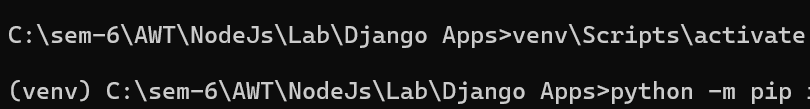 C:\sem-6\AWT\NodeJs\Lab\Django Apps>venv\Scripts\activate
(venv) C:\sem-6\AWT\NodeJs\Lab\Django Apps>python -m pip